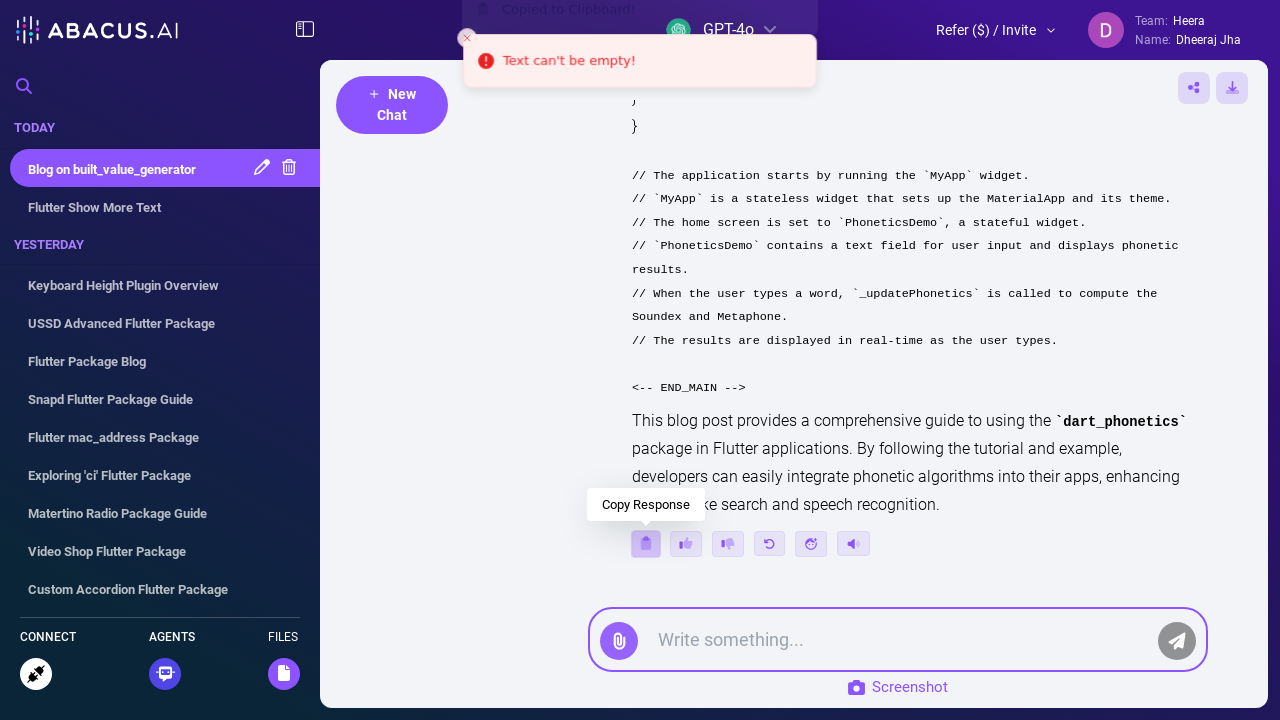 ABACUS.AI
Copied to Clipboard!
GPT-4o
Refer ($) / Invite
D
Team: Heera
Name: Dheeraj Jha
Text can't be empty!
+ New
Chat
TODAY
Blog on built_value_generator
Flutter Show More Text
YESTERDAY
Keyboard Height Plugin Overview
USSD Advanced Flutter Package
Flutter Package Blog
Snapd Flutter Package Guide
Flutter mac_address Package
Exploring 'ci' Flutter Package
Matertino Radio Package Guide
Video Shop Flutter Package
Custom Accordion Flutter Package
CONNECT
AGENTS
FILES
}
}
// The application starts by running the `MyApp` widget.
// `MyApp` is a stateless widget that sets up the MaterialApp and its theme.
// The home screen is set to `PhoneticsDemo`, a stateful widget.
// `PhoneticsDemo` contains a text field for user input and displays phonetic
results.
// When the user types a word, `_updatePhonetics` is called to compute the
Soundex and Metaphone.
// The results are displayed in real-time as the user types.
<-- END_MAIN -->
This blog post provides a comprehensive guide to using the `dart_phonetics`
package in Flutter applications. By following the tutorial and example,
developers can easily integrate phonetic algorithms into their apps, enhancing
search and speech recognition.
Copy Response
Write something...
Screenshot